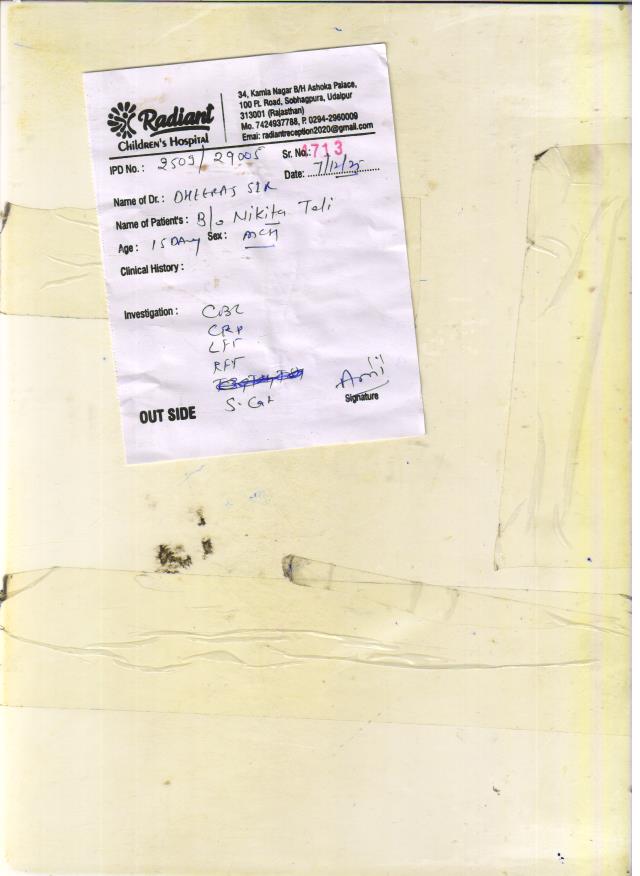 Radiant
Children's Hospital
34, Kamla Nagar B/H Ashoka Palace,
100 Ft. Road, Sobhagpura, Udaipur
313001 (Rajasthan)
Mo. 7424937788, P. 0294-2960009
Emai: radiantreception2020@gmail.com
IPD No.: 2509/29005 Sr. No.: 1713
Date: 7/12/25
Name of Dr.: DHEERAJ SIR
Name of Patient's: B/o Nikita Teli
Age: 15 DAY Sex: MCH
Clinical History:
Investigation: CBC
CRP
LFT
RFT
S. Ca+
OUT SIDE
Signature